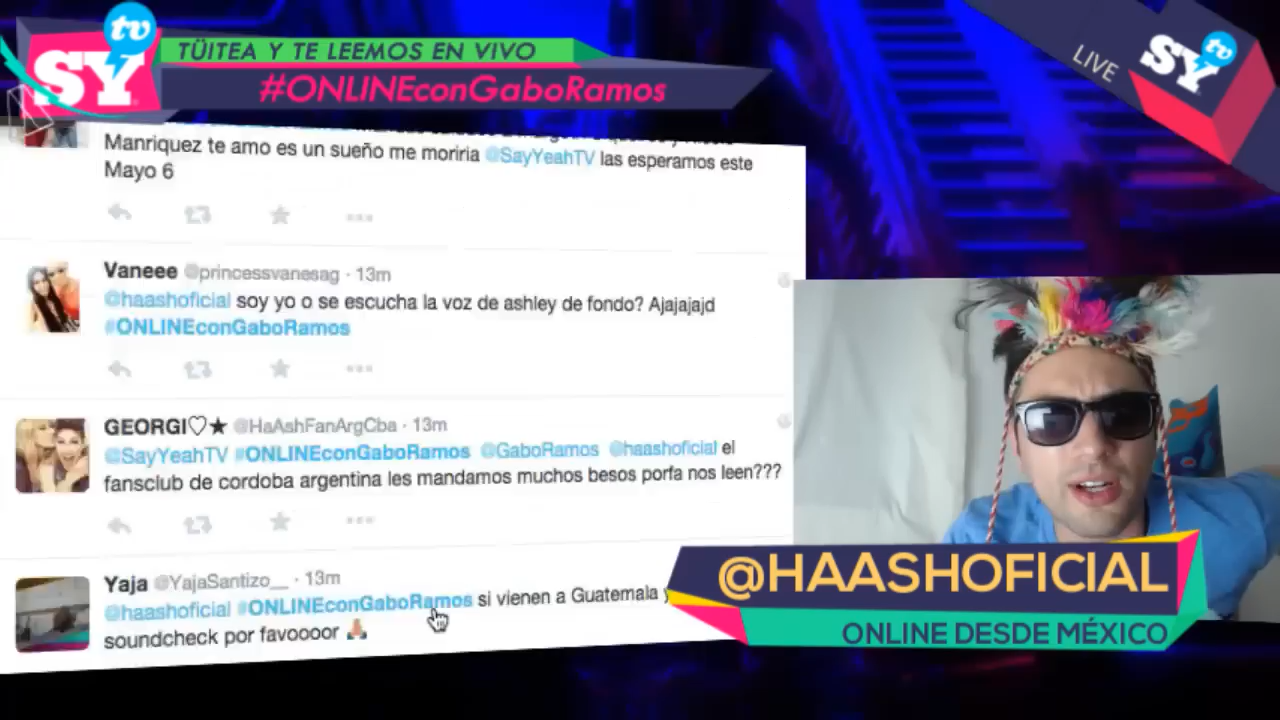 tv
SY
TÜITEA Y TE LEEMOS EN VIVO
#ONLINEconGaboRamos
LIVE
SY tv
Manriquez te amo es un sueño me moriria @SayYeahTV las esperamos este
Mayo 6
Vaneee @princessvanesag · 13m
@haashoficial soy yo o se escucha la voz de ashley de fondo? Ajajajajd
#ONLINEconGaboRamos
GEORGI♡★ @HaAshFanArgCba · 13m
@SayYeahTV #ONLINEconGaboRamos @GaboRamos @haashoficial el
fansclub de cordoba argentina les mandamos muchos besos porfa nos leen???
Yaja @YajaSantizo__ · 13m
@haashoficial #ONLINEconGaboRamos si vienen a Guatemala y
soundcheck por favoooor 🙏
@HAASHOFICIAL
ONLINE DESDE MÉXICO